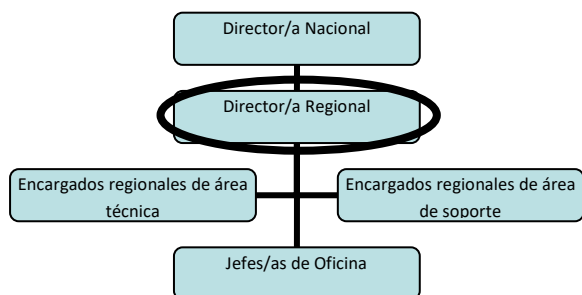 Director/a Nacional
Director/a Regional
Encargados regionales de área
técnica
Encargados regionales de área
de soporte
Jefes/as de Oficina